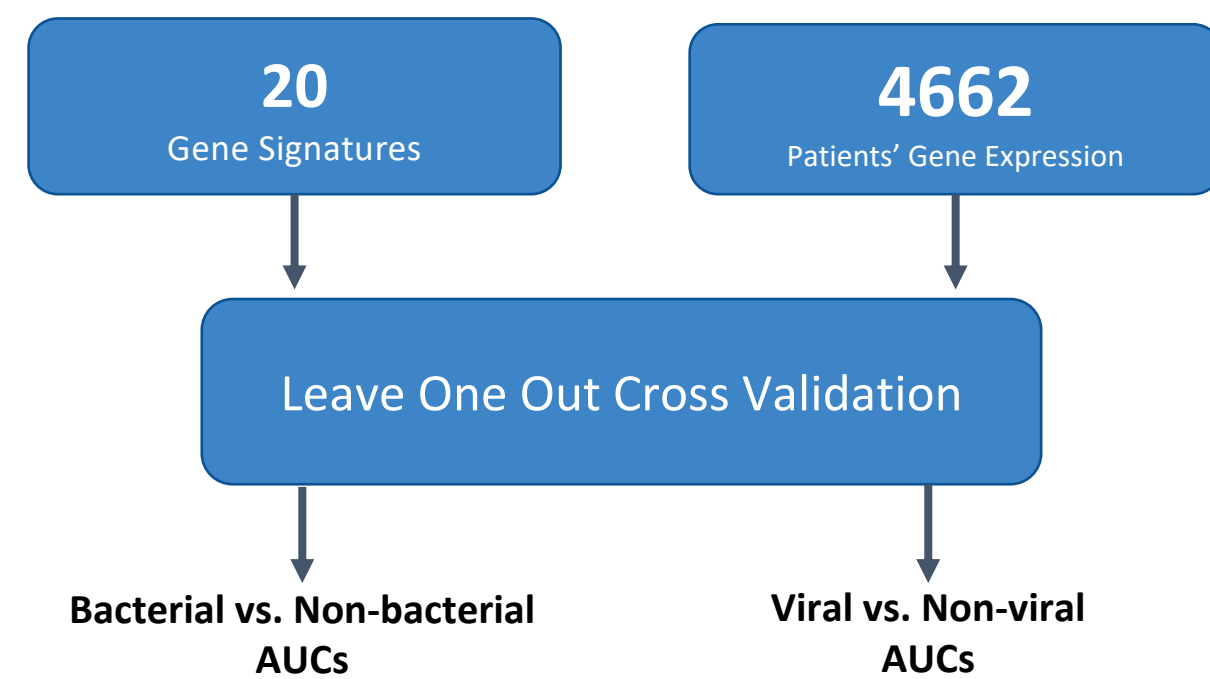 20
Gene Signatures
4662
Patients’ Gene Expression
Leave One Out Cross Validation
Bacterial vs. Non-bacterial
AUCs
Viral vs. Non-viral
AUCs